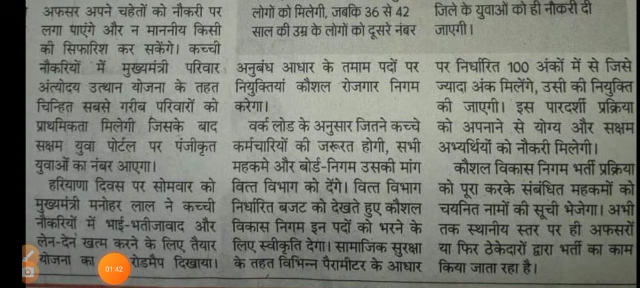 अफसर अपने चहेतों को नौकरी पर
लगा पाएंगे और न माननीय किसी
की सिफारिश कर सकेंगे। कच्ची
नौकरियों में मुख्यमंत्री परिवार
अंत्योदय उत्थान योजना के तहत
चिन्हित सबसे गरीब परिवारों को
प्राथमिकता मिलेगी जिसके बाद
सक्षम युवा पोर्टल पर पंजीकृत
युवाओं का नंबर आएगा।
हरियाणा दिवस पर सोमवार को
मुख्यमंत्री मनोहर लाल ने कच्ची
नौकरियों में भाई-भतीजावाद और
लेन-देन खत्म करने के लिए तैयार
योजना का रोडमैप दिखाया।
01:42
लोगों को मिलेगी, जबकि 36 से 42
साल की उम्र के लोगों को दूसरे नंबर
जिले के युवाओं को ही नौकरी दी
जाएगी।
अनुबंध आधार के तमाम पदों पर
नियुक्तियां कौशल रोजगार निगम
करेगा।
वर्क लोड के अनुसार जितने कच्चे
कर्मचारियों की जरूरत होगी, सभी
महकमे और बोर्ड-निगम उसकी मांग
वित्त विभाग को देंगे। वित्त विभाग
निर्धारित बजट को देखते हुए कौशल
विकास निगम इन पदों को भरने के
लिए स्वीकृति देगा। सामाजिक सुरक्षा
के तहत विभिन्न पैरामीटर के आधार
पर निर्धारित 100 अंकों में से जिसे
ज्यादा अंक मिलेंगे, उसी की नियुक्ति
की जाएगी। इस पारदर्शी प्रक्रिया
को अपनाने से योग्य और सक्षम
अभ्यर्थियों को नौकरी मिलेगी।
कौशल विकास निगम भर्ती प्रक्रिया
को पूरा करके संबंधित महकमों को
चयनित नामों की सूची भेजेगा। अभी
तक स्थानीय स्तर पर ही अफसरों
या फिर ठेकेदारों द्वारा भर्ती का काम
किया जाता रहा है।